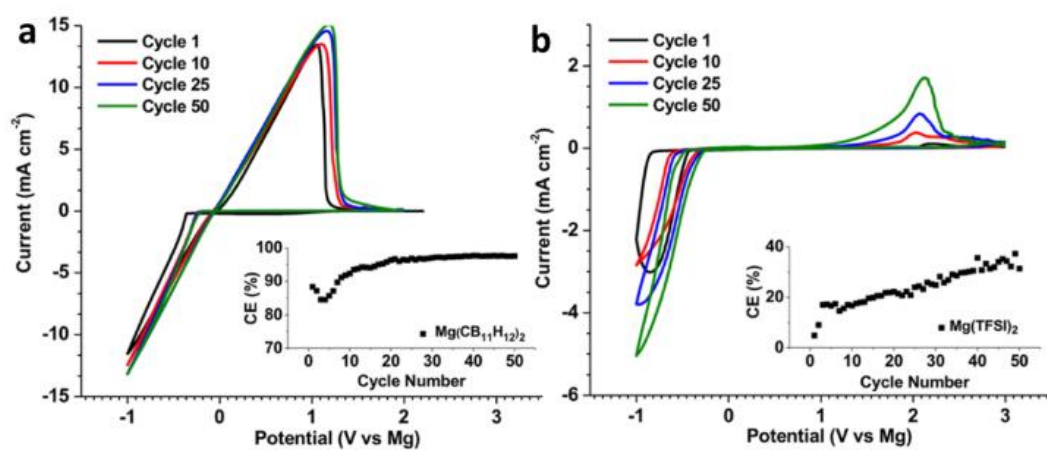 a
Cycle 1
Cycle 10
Cycle 25
Cycle 50
Current (mA cm-2)
15
10
5
0
-5
-10
-15
-1
0
1
2
3
Potential (V vs Mg)
CE (%)
100
90
80
70
0 10 20 30 40 50
Cycle Number
Mg(CB11H12)2
b
Cycle 1
Cycle 10
Cycle 25
Cycle 50
Current (mA cm-2)
2
0
-2
-4
-6
-1
0
1
2
3
Potential (V vs Mg)
CE (%)
40
20
0
0 10 20 30 40 50
Cycle Number
Mg(TFSI)2